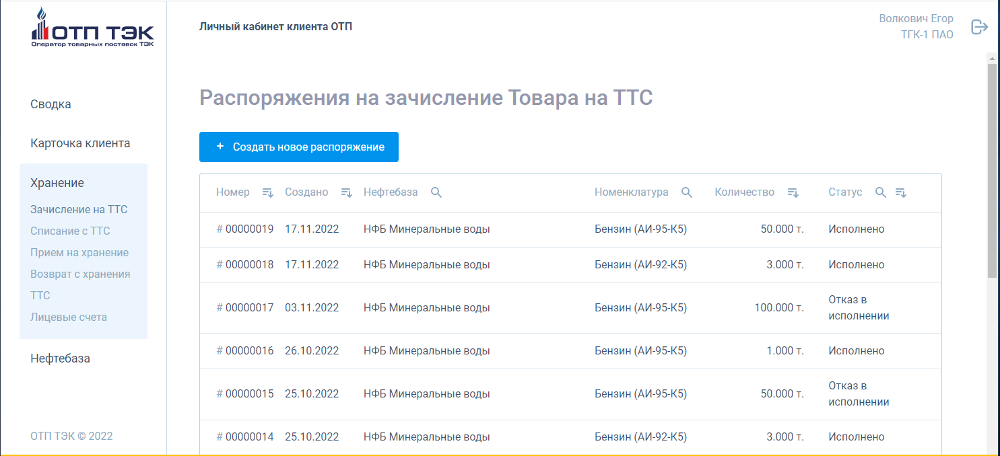 ОТП ТЭК
Оператор товарных поставок ТЭК
Личный кабинет клиента ОТП
Волкович Егор
ТГК-1 ПАО
Сводка
Карточка клиента
Хранение
Зачисление на ТТС
Списание с ТТС
Прием на хранение
Возврат с хранения
ТТС
Лицевые счета
Нефтебаза
ОТП ТЭК © 2022
Распоряжения на зачисление Товара на ТТС
+ Создать новое распоряжение
Номер Создано Нефтебаза Номенклатура Количество Статус
# 00000019 17.11.2022 НФБ Минеральные воды Бензин (АИ-95-К5) 50.000 т. Исполнено
# 00000018 17.11.2022 НФБ Минеральные воды Бензин (АИ-92-К5) 3.000 т. Исполнено
# 00000017 03.11.2022 НФБ Минеральные воды Бензин (АИ-95-К5) 100.000 т. Отказ в
исполнении
# 00000016 26.10.2022 НФБ Минеральные воды Бензин (АИ-95-К5) 1.000 т. Исполнено
# 00000015 25.10.2022 НФБ Минеральные воды Бензин (АИ-95-К5) 50.000 т. Отказ в
исполнении
# 00000014 25.10.2022 НФБ Минеральные воды Бензин (АИ-92-К5) 3.000 т. Исполнено